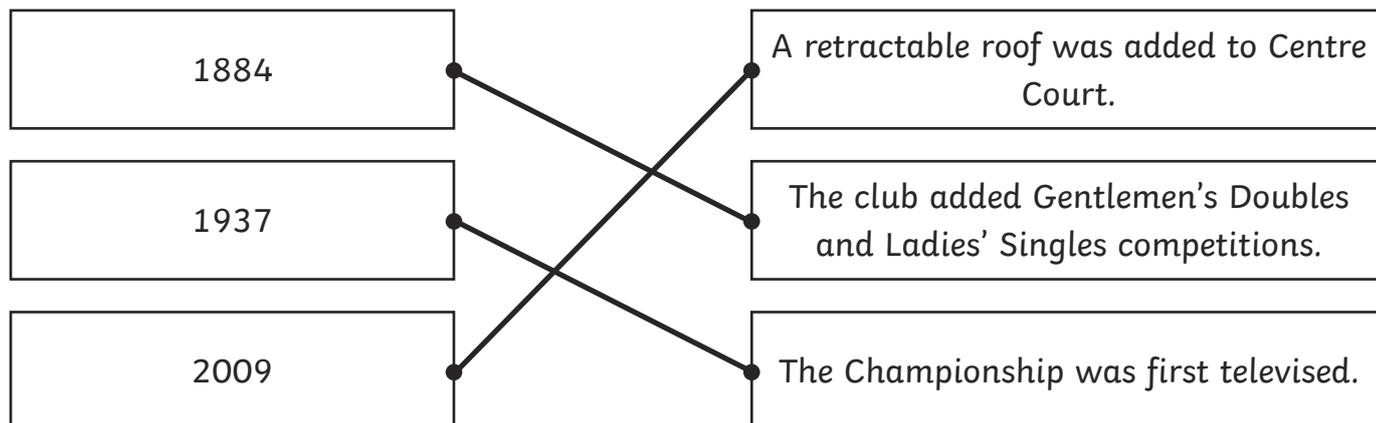 1884
A retractable roof was added to Centre
Court.
1937
The club added Gentlemen’s Doubles
and Ladies’ Singles competitions.
2009
The Championship was first televised.